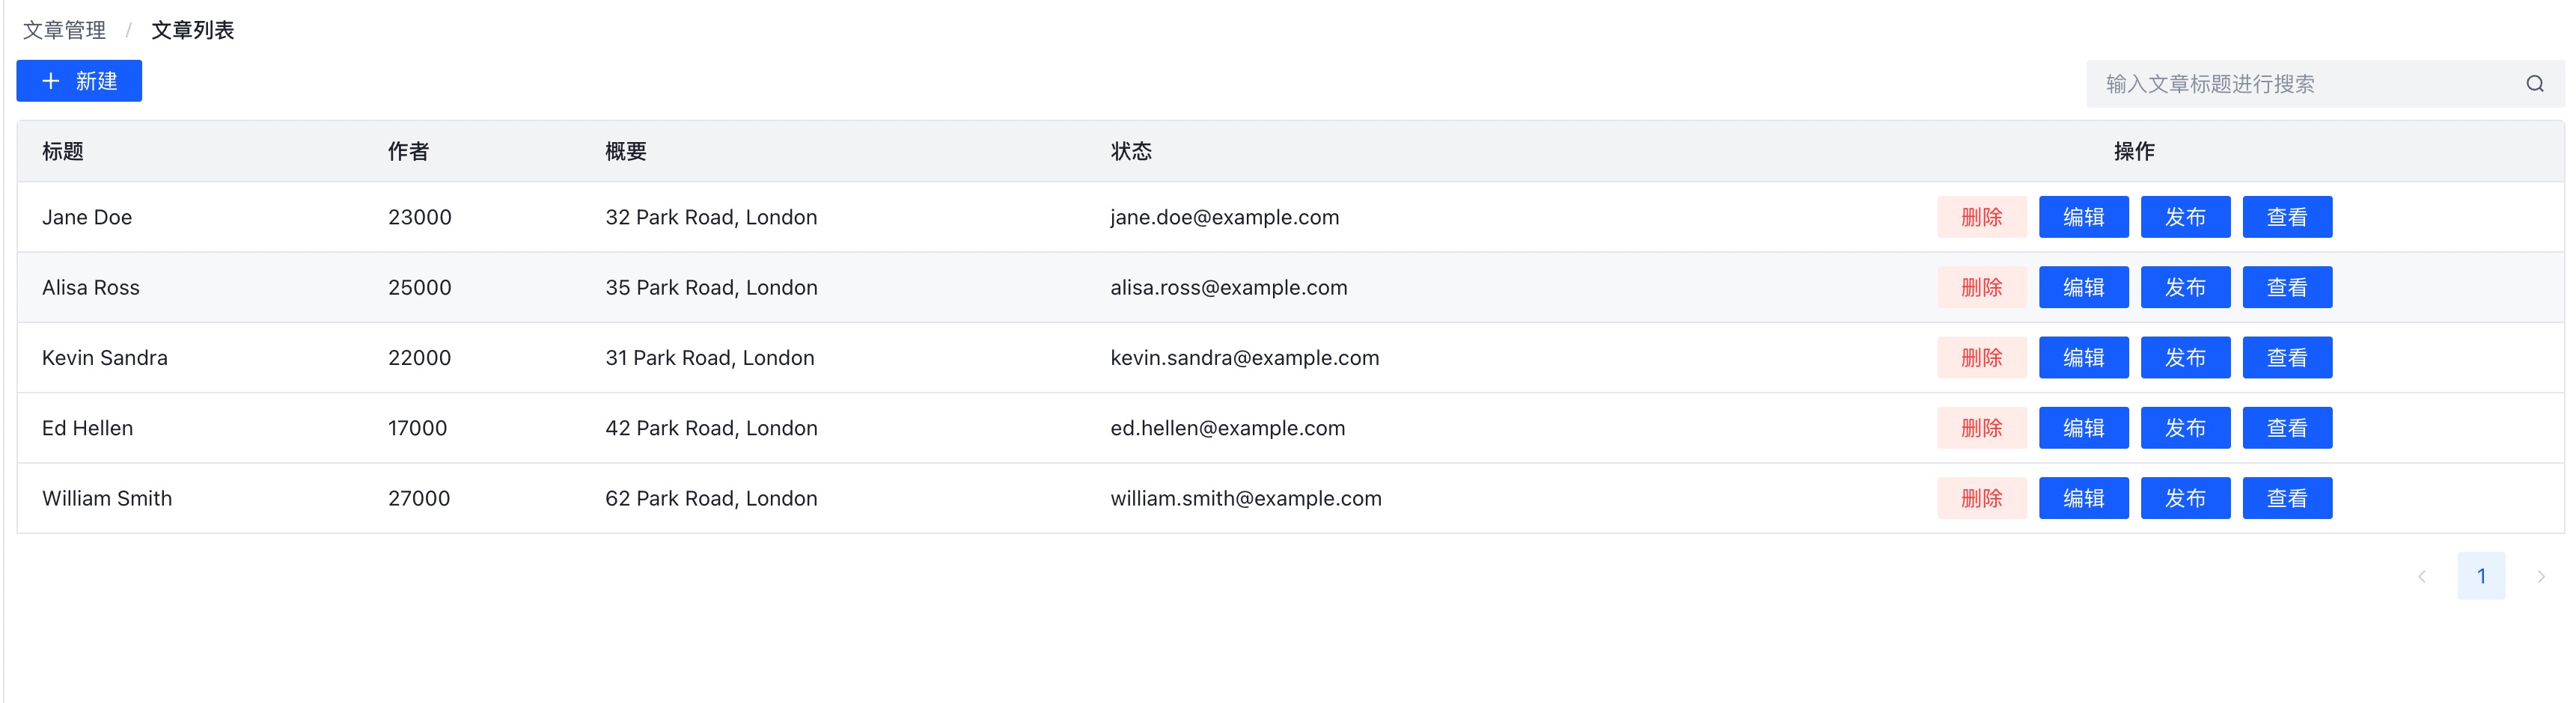 文章管理 / 文章列表
+ 新建
输入文章标题进行搜索
标题 作者 概要 状态 操作
Jane Doe 23000 32 Park Road, London jane.doe@example.com 删除 编辑 发布 查看
Alisa Ross 25000 35 Park Road, London alisa.ross@example.com 删除 编辑 发布 查看
Kevin Sandra 22000 31 Park Road, London kevin.sandra@example.com 删除 编辑 发布 查看
Ed Hellen 17000 42 Park Road, London ed.hellen@example.com 删除 编辑 发布 查看
William Smith 27000 62 Park Road, London william.smith@example.com 删除 编辑 发布 查看
1